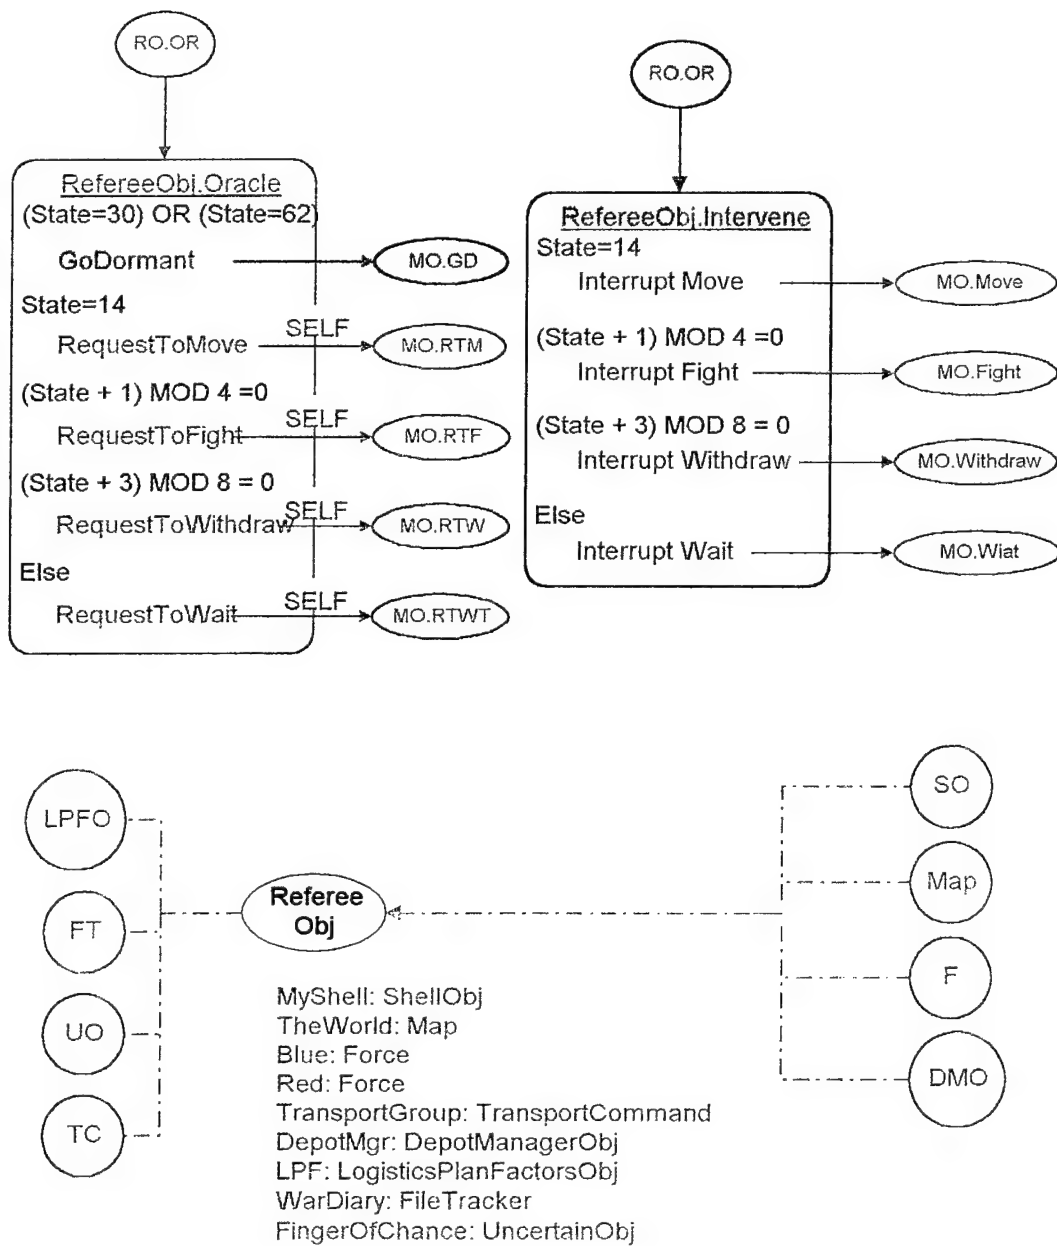 RO.OR
RefereeObj.Oracle
(State=30) OR (State=62)
GoDormant
MO.GD
State=14
RequestToMove
SELF
MO.RTM
(State + 1) MOD 4 =0
RequestToFight
SELF
MO.RTF
(State + 3) MOD 8 = 0
RequestToWithdraw
SELF
MO.RTW
Else
RequestToWait
SELF
MO.RTWT
RO.OR
RefereeObj.Intervene
State=14
Interrupt Move
MO.Move
(State + 1) MOD 4 =0
Interrupt Fight
MO.Fight
(State + 3) MOD 8 = 0
Interrupt Withdraw
MO.Withdraw
Else
Interrupt Wait
MO.Wiat
LPFO
FT
UO
TC
Referee
Obj
SO
Map
F
DMO
MyShell: ShellObj
TheWorld: Map
Blue: Force
Red: Force
TransportGroup: TransportCommand
DepotMgr: DepotManagerObj
LPF: LogisticsPlanFactorsObj
WarDiary: FileTracker
FingerOfChance: UncertainObj